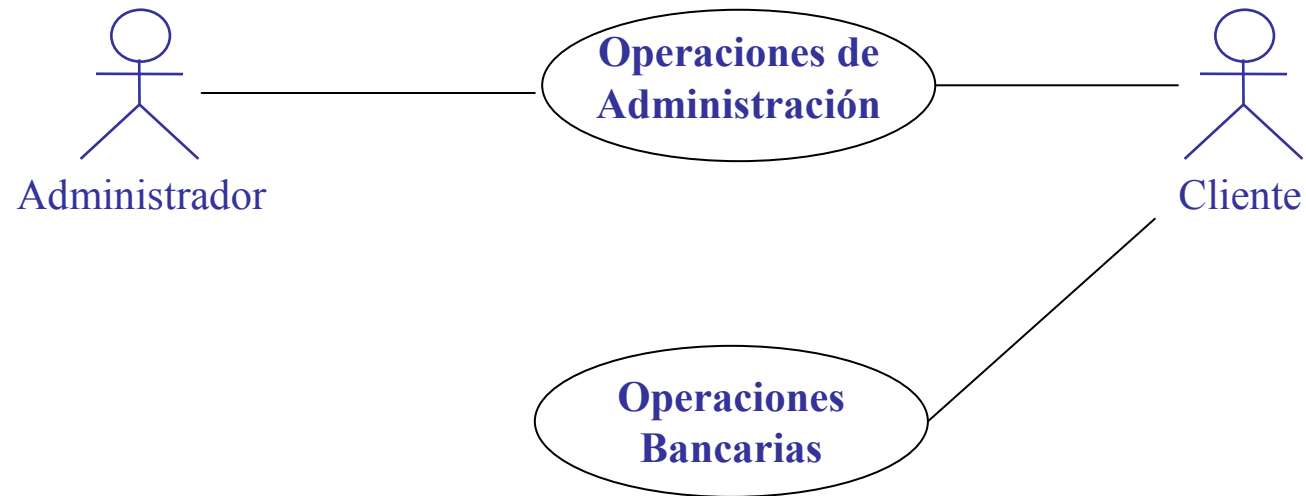 Operaciones de
Administración
Administrador
Cliente
Operaciones
Bancarias